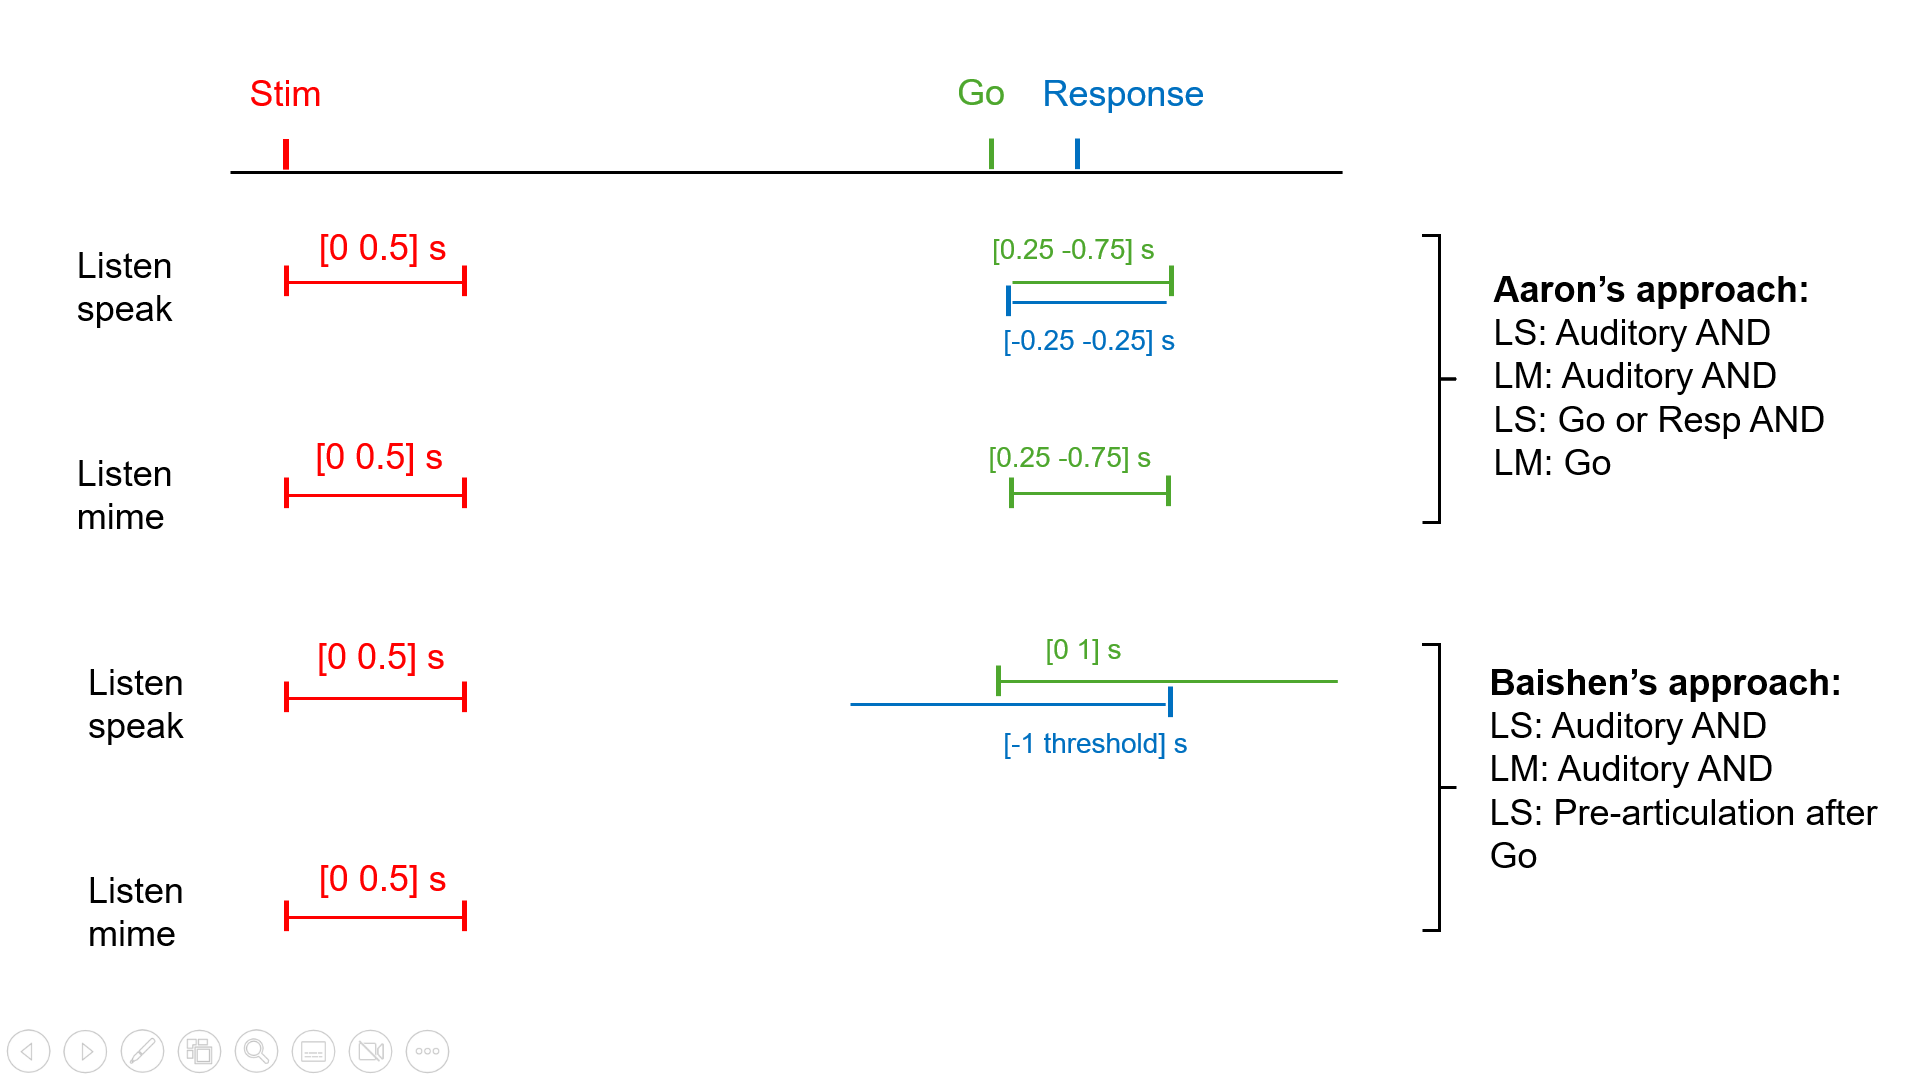 Stim
Go
Response
Listen
speak
[0 0.5] s
[0.25 -0.75] s
[-0.25 -0.25] s
Listen
mime
[0 0.5] s
[0.25 -0.75] s
Aaron’s approach:
LS: Auditory AND
LM: Auditory AND
LS: Go or Resp AND
LM: Go
Listen
speak
[0 0.5] s
[0 1] s
[-1 threshold] s
Listen
mime
[0 0.5] s
Baishen’s approach:
LS: Auditory AND
LM: Auditory AND
LS: Pre-articulation after
Go